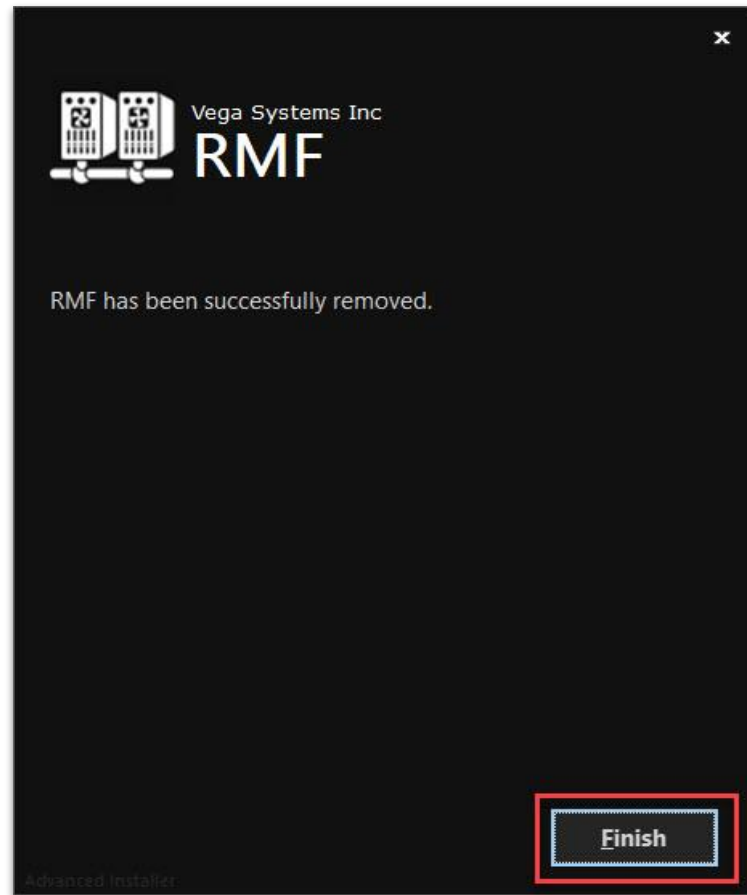 Vega Systems Inc
RMF
RMF has been successfully removed.
Finish
Advanced Installer